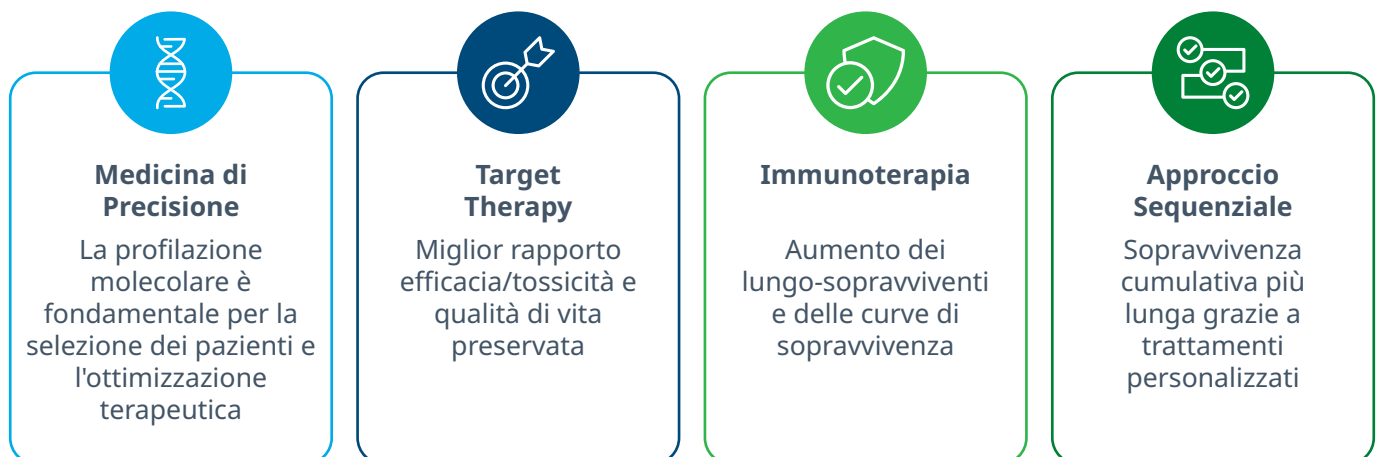 Medicina di
Precisione
La profilazione
molecolare è
fondamentale per la
selezione dei pazienti e
l'ottimizzazione
terapeutica
Target
Therapy
Miglior rapporto
efficacia/tossicità e
qualità di vita
preservata
Immunoterapia
Aumento dei
lungo-sopravviventi
e delle curve di
sopravvivenza
Approccio
Sequenziale
Sopravvivenza
cumulativa più
lunga grazie a
trattamenti
personalizzati